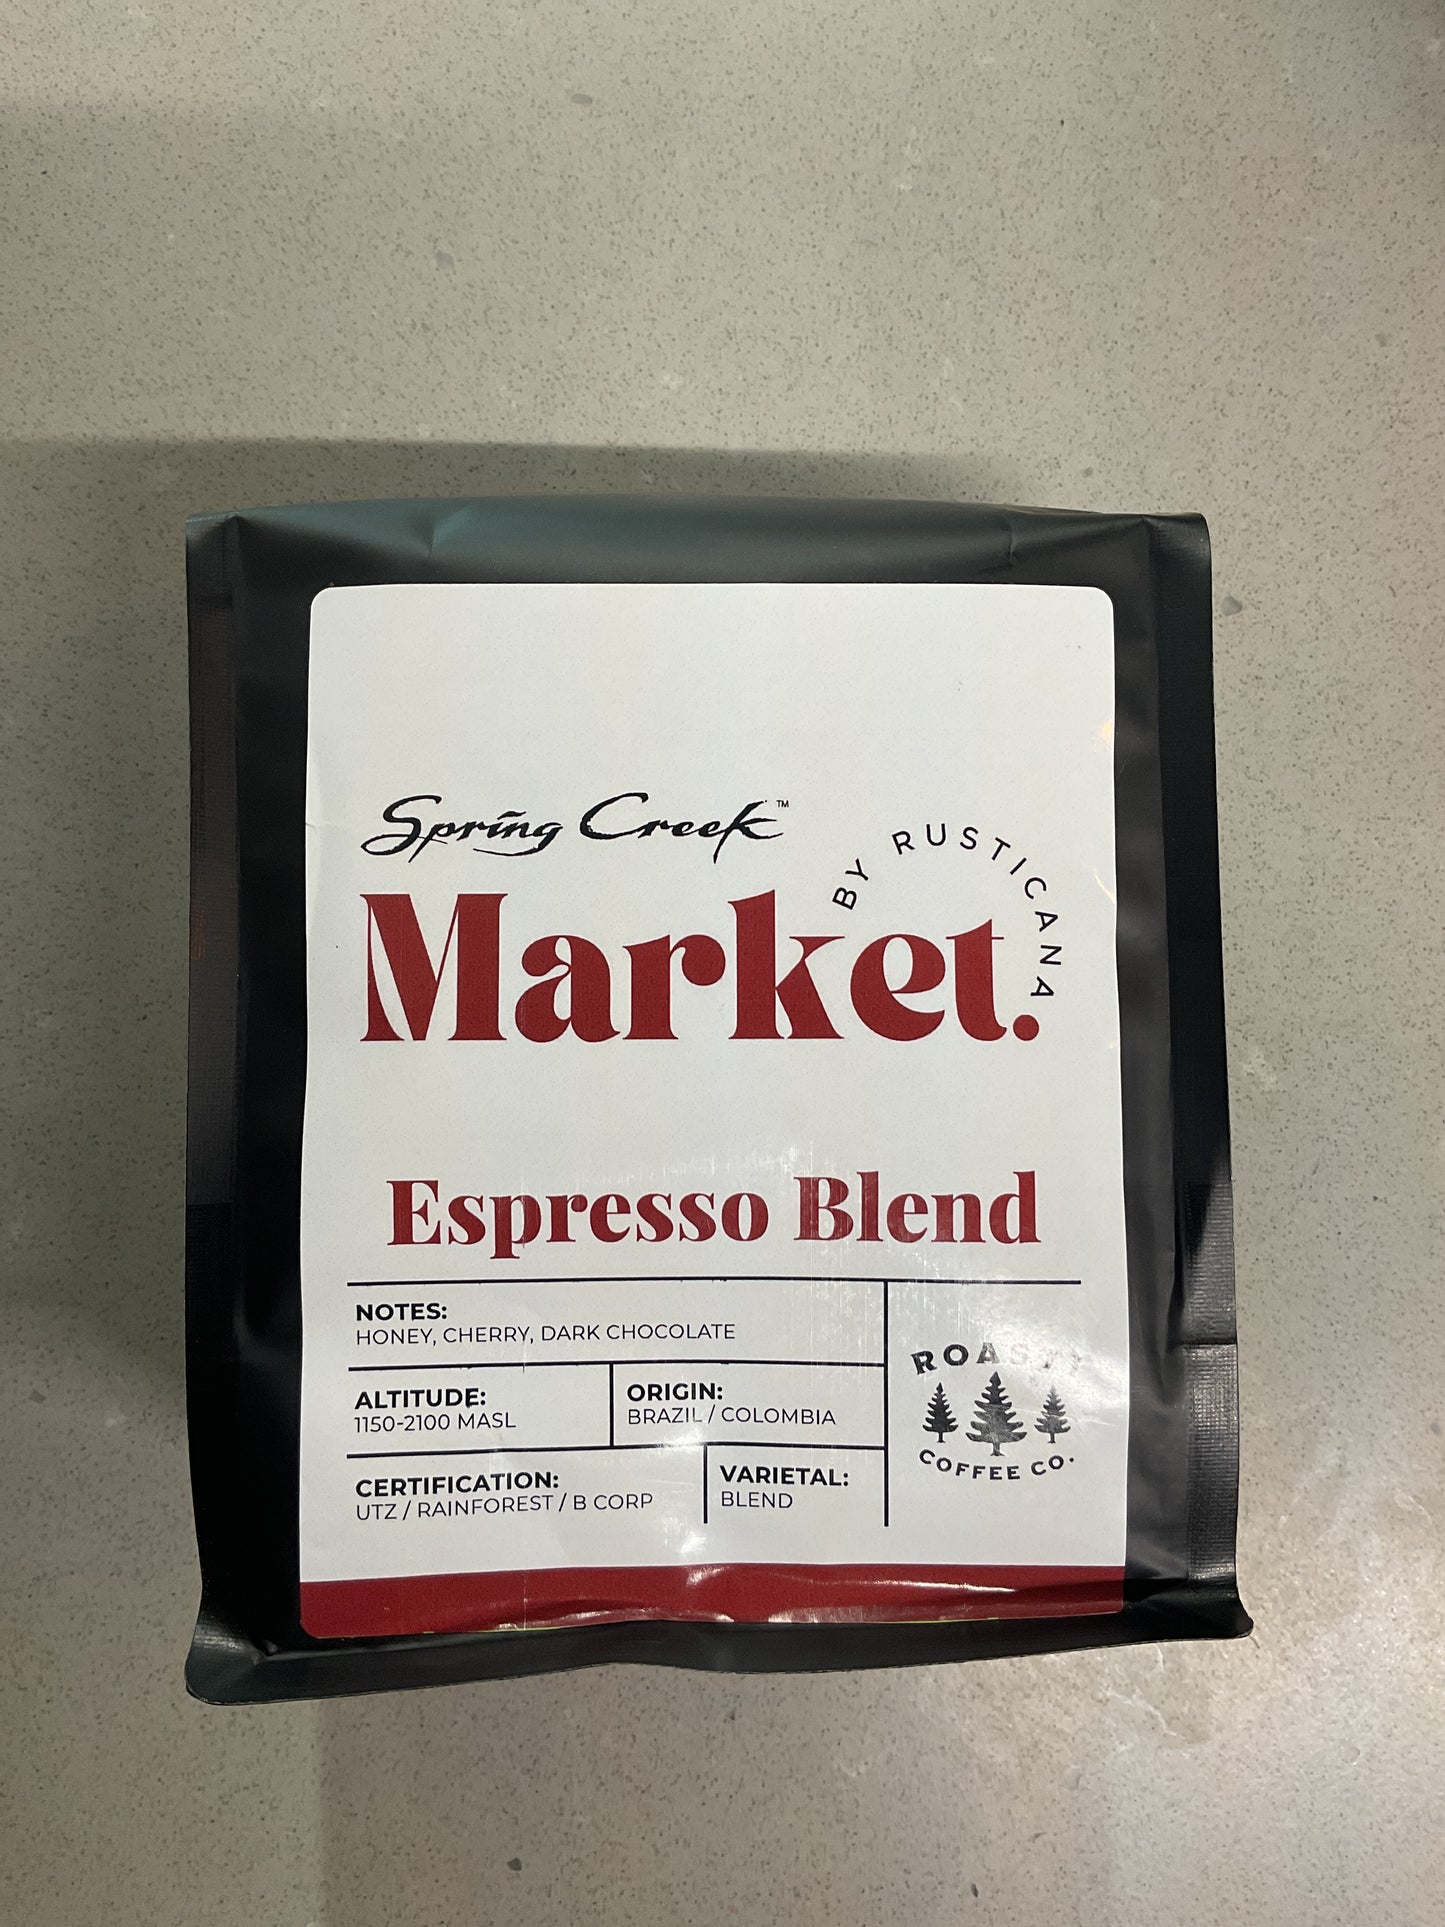 Spring Creek™
BY RUSTICANA
Market.
Espresso Blend
NOTES:
HONEY, CHERRY, DARK CHOCOLATE
ALTITUDE:
1150-2100 MASL
ORIGIN:
BRAZIL / COLOMBIA
CERTIFICATION:
UTZ / RAINFOREST / B CORP
VARIETAL:
BLEND
COFFEE CO.